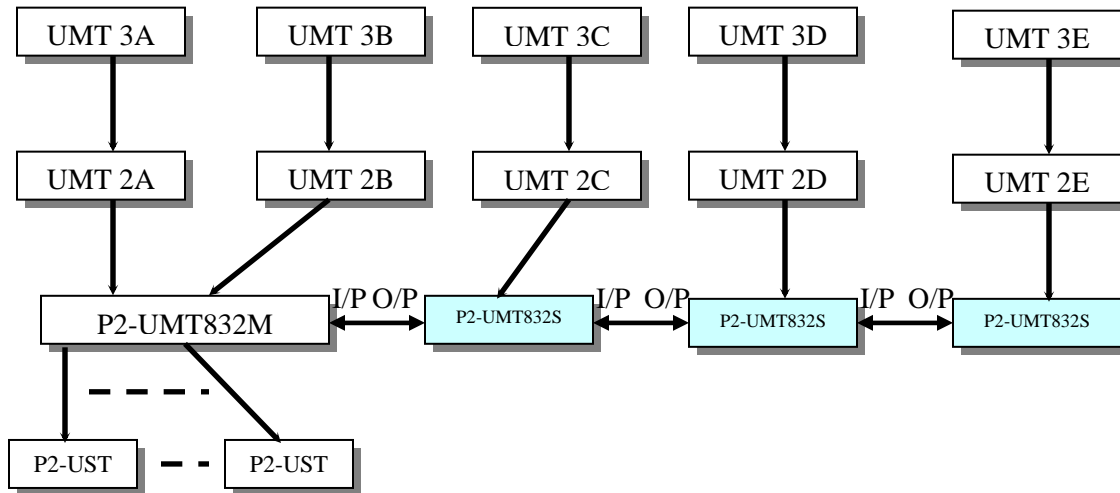 UMT 3A
UMT 3B
UMT 3C
UMT 3D
UMT 3E
UMT 2A
UMT 2B
UMT 2C
UMT 2D
UMT 2E
I/P O/P
I/P O/P
I/P O/P
P2-UMT832M
P2-UMT832S
P2-UMT832S
P2-UMT832S
P2-UST
P2-UST